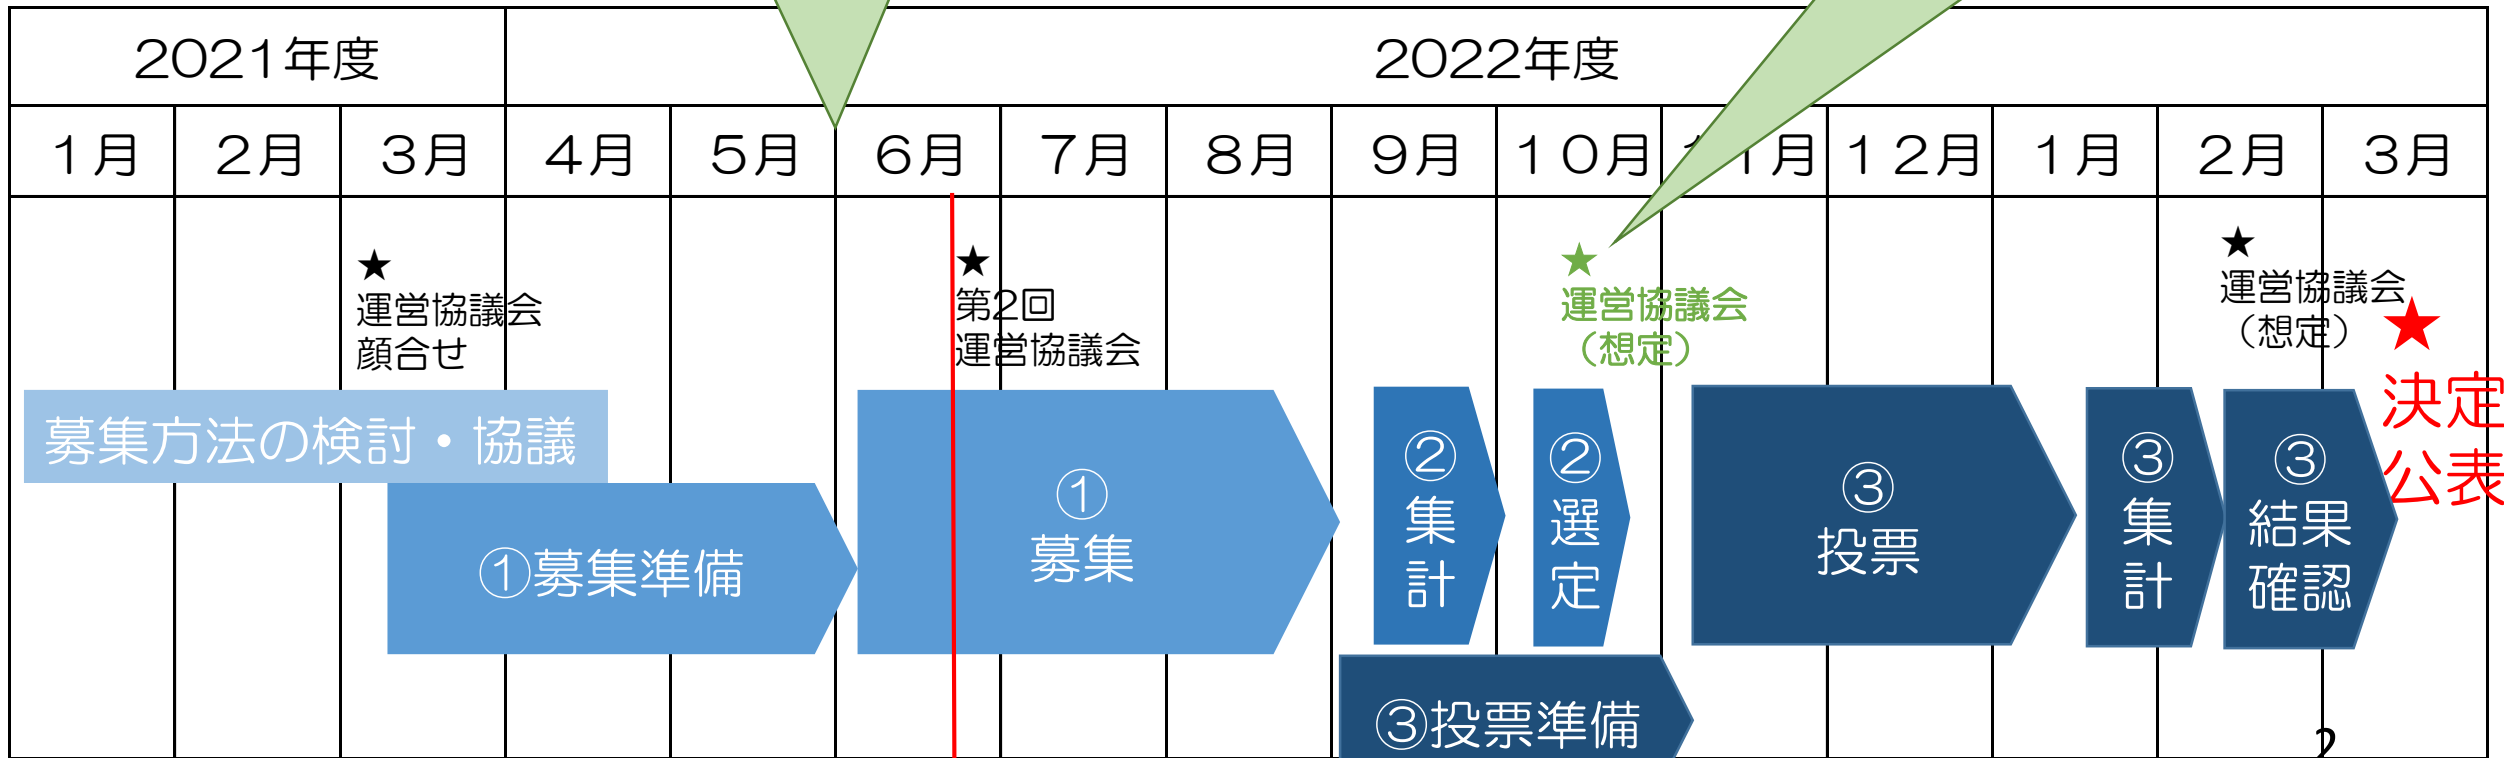 2021年度
2022年度
1月
2月
3月
4月
5月
6月
7月
8月
9月
10月
11月
12月
1月
2月
3月
★
運営協議会
顔合せ
★
第2回
運営協議会
★
運営協議会
(想定)
★
運営協議会
(想定)
★
決定
公表
募集方法の検討・協議
①募集準備
①
募集
②
集
計
②
選
定
③
投票
③
集
計
③
結果
確認
③投票準備
2